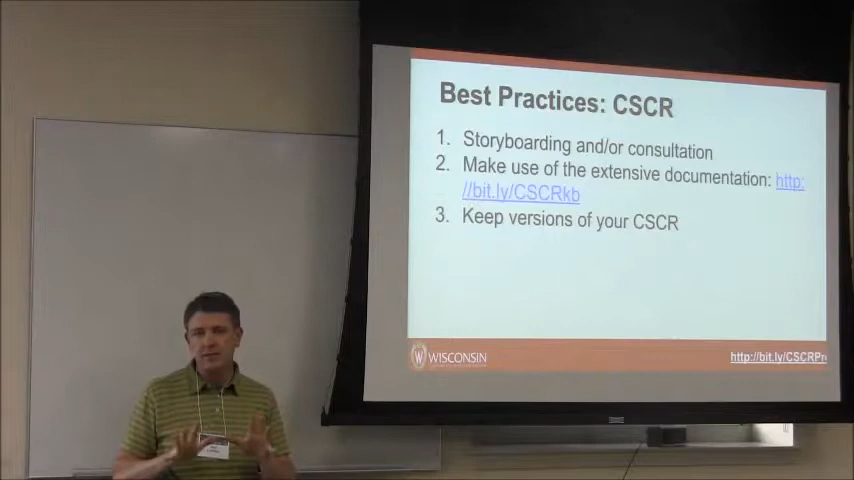 Best Practices: CSCR
1. Storyboarding and/or consultation
2. Make use of the extensive documentation: http:
//bit.ly/CSCRkb
3. Keep versions of your CSCR
W WISCONSIN
http://bit.ly/CSCRPr